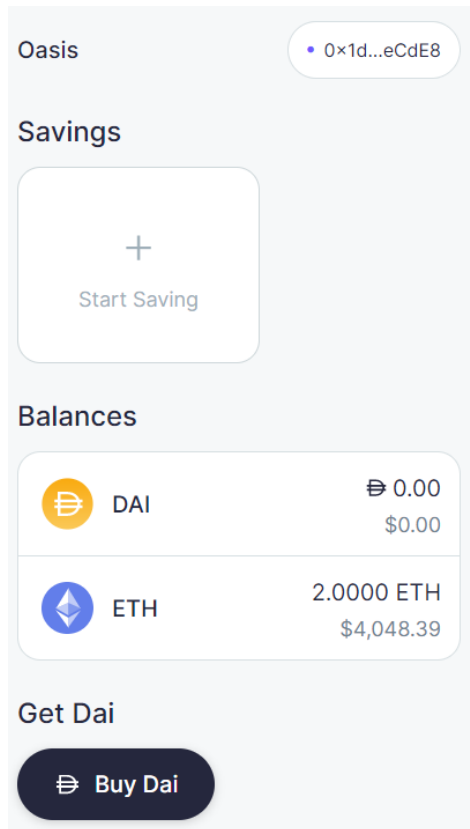 Oasis
0×1d...eCdE8
Savings
Start Saving
Balances
DAI
0.00
$0.00
ETH
2.0000 ETH
$4,048.39
Get Dai
Buy Dai